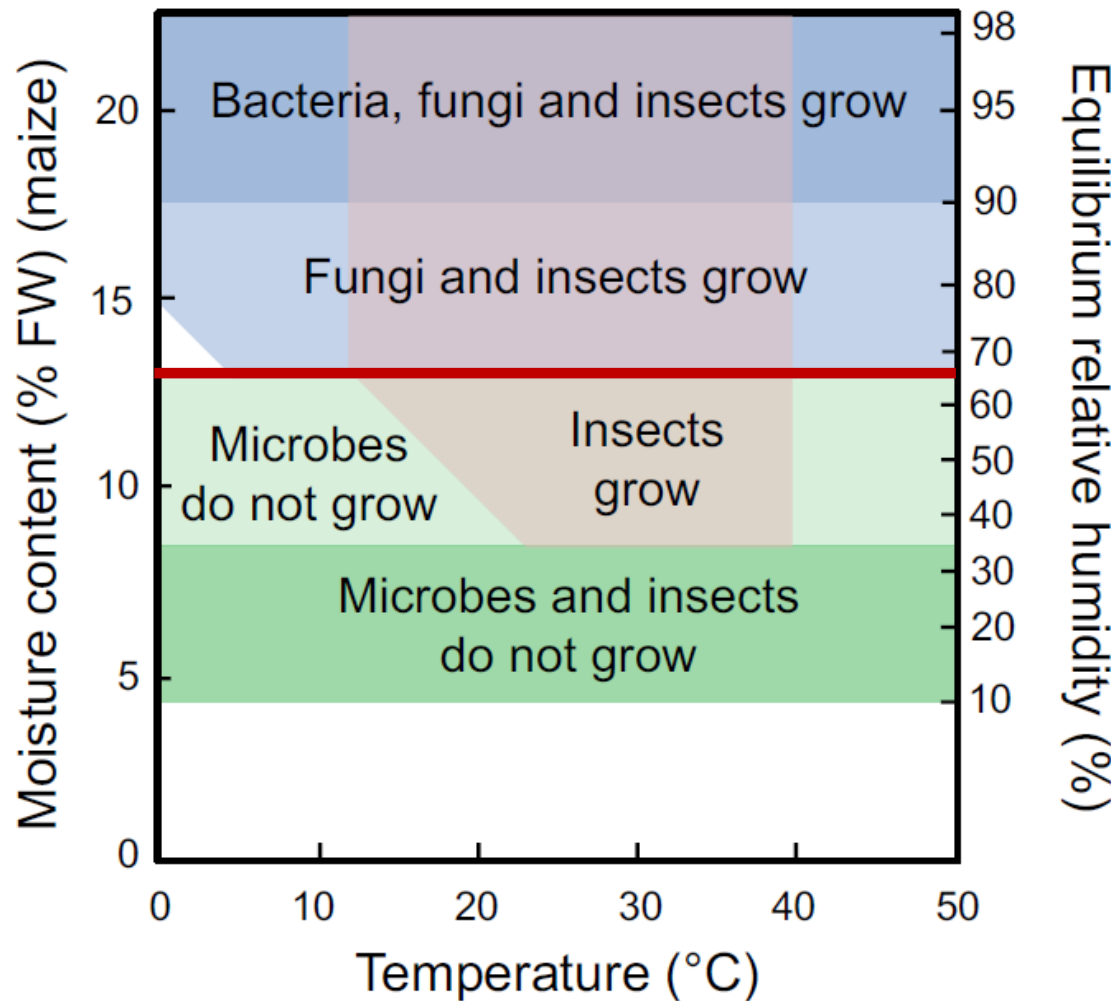 Moisture content (% FW) (maize)
20
15
10
5
0
Bacteria, fungi and insects grow
Fungi and insects grow
Microbes
do not grow
Insects
grow
Microbes and insects
do not grow
98
95
90
80
70
60
50
40
30
20
10
Equilibrium relative humidity (%)
0 10 20 30 40 50
Temperature (°C)